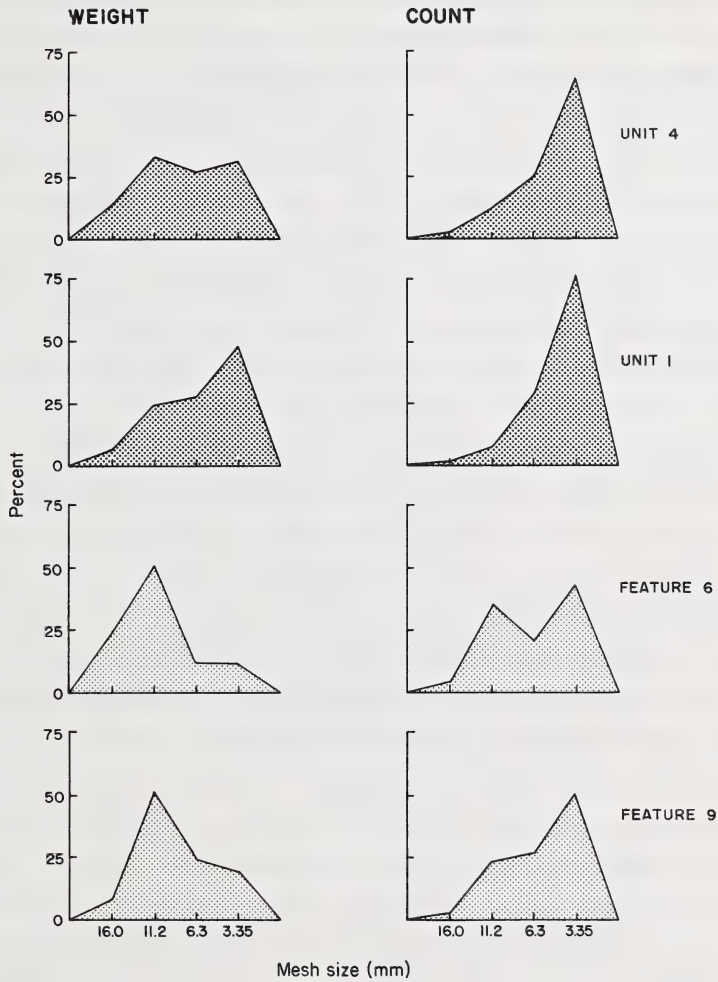 WEIGHT
COUNT
75
50
25
0
UNIT 4
75
50
25
0
UNIT 1
Percent
75
50
25
0
FEATURE 6
75
50
25
0
FEATURE 9
16.0 11.2 6.3 3.35
16.0 11.2 6.3 3.35
Mesh size (mm)